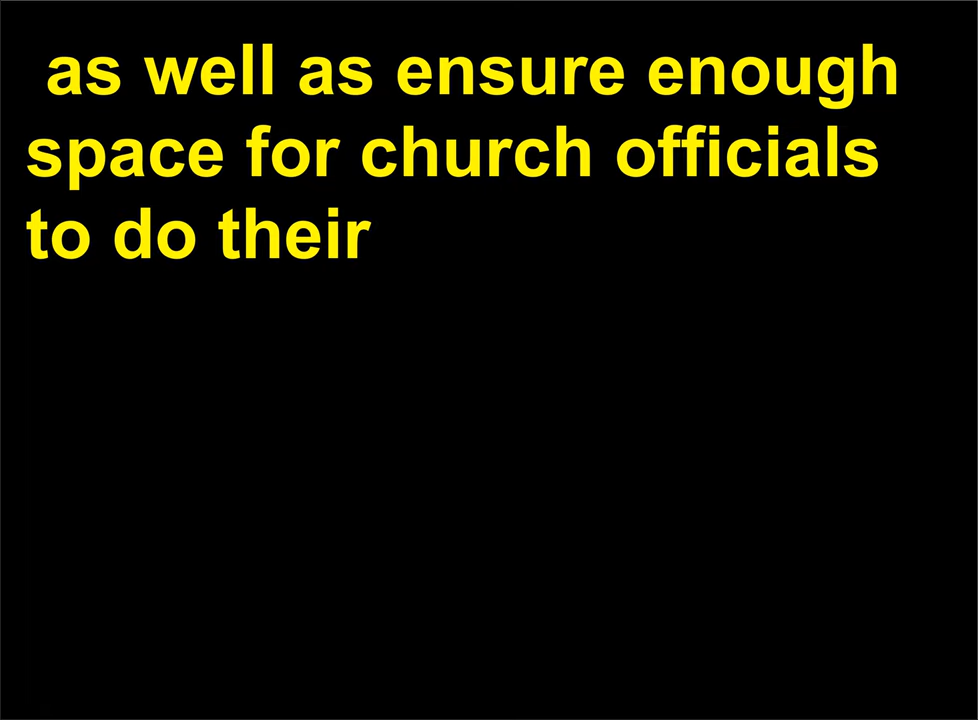 as well as ensure enough
space for church officials
to do their